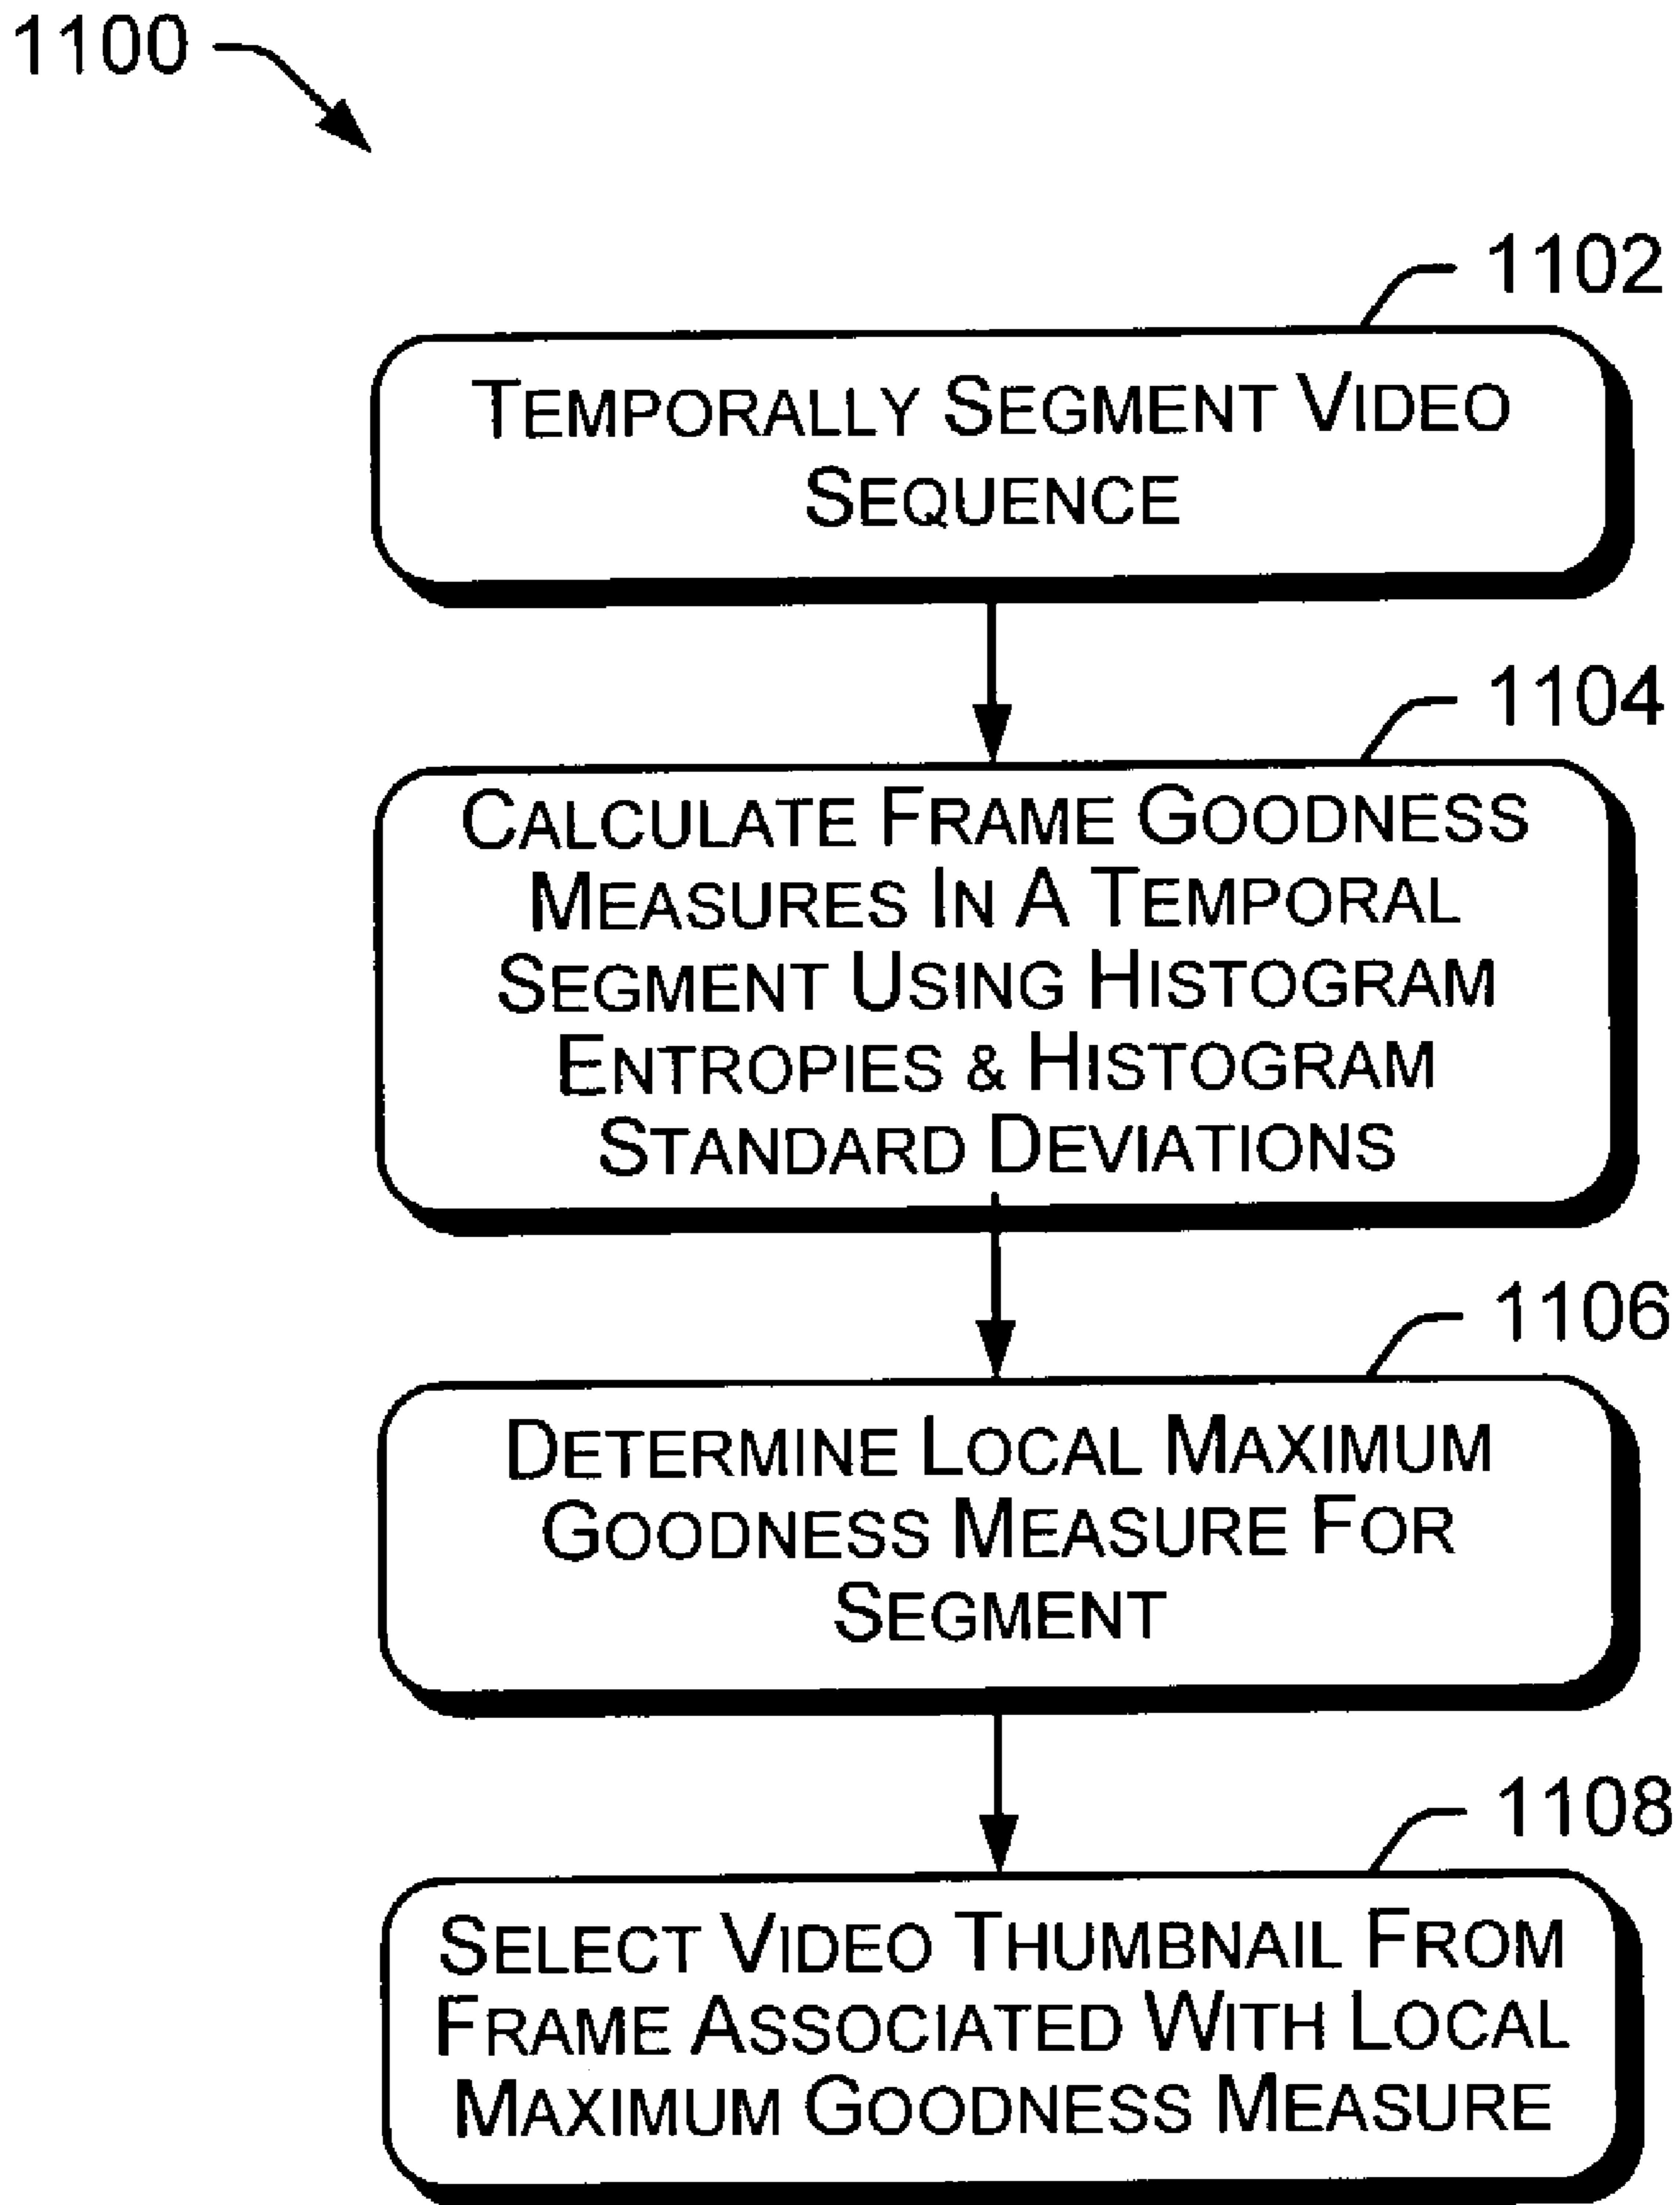 1100
1102
TEMPORALLY SEGMENT VIDEO
SEQUENCE
1104
CALCULATE FRAME GOODNESS
MEASURES IN A TEMPORAL
SEGMENT USING HISTOGRAM
ENTROPIES & HISTOGRAM
STANDARD DEVIATIONS
1106
DETERMINE LOCAL MAXIMUM
GOODNESS MEASURE FOR
SEGMENT
1108
SELECT VIDEO THUMBNAIL FROM
FRAME ASSOCIATED WITH LOCAL
MAXIMUM GOODNESS MEASURE